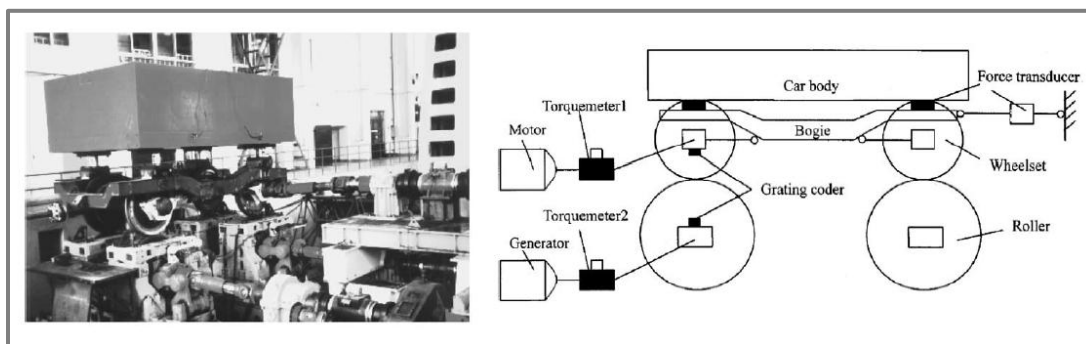 Car body
Force transducer
Torquemeter1
Motor
Bogie
Wheelset
Grating coder
Torquemeter2
Generator
Roller